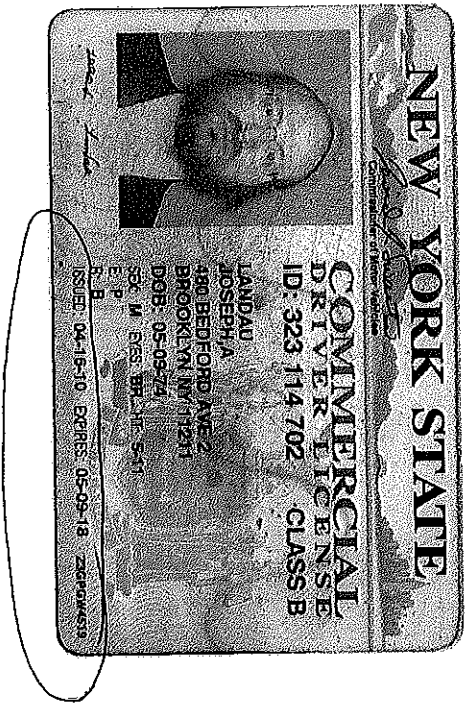 NEW YORK STATE
Commissioner of Motor Vehicles
COMMERCIAL
DRIVER LICENSE
ID: 323 114 702 CLASS B
LANDAU
JOSEPH,A
480 BEDFORD AVE 2
BROOKLYN NY 11211
DOB: 05-09-74
SEX: M EYES: BR HT: 5-11
E: P
R: B
ISSUED: 04-16-10 EXPIRES: 05-09-18